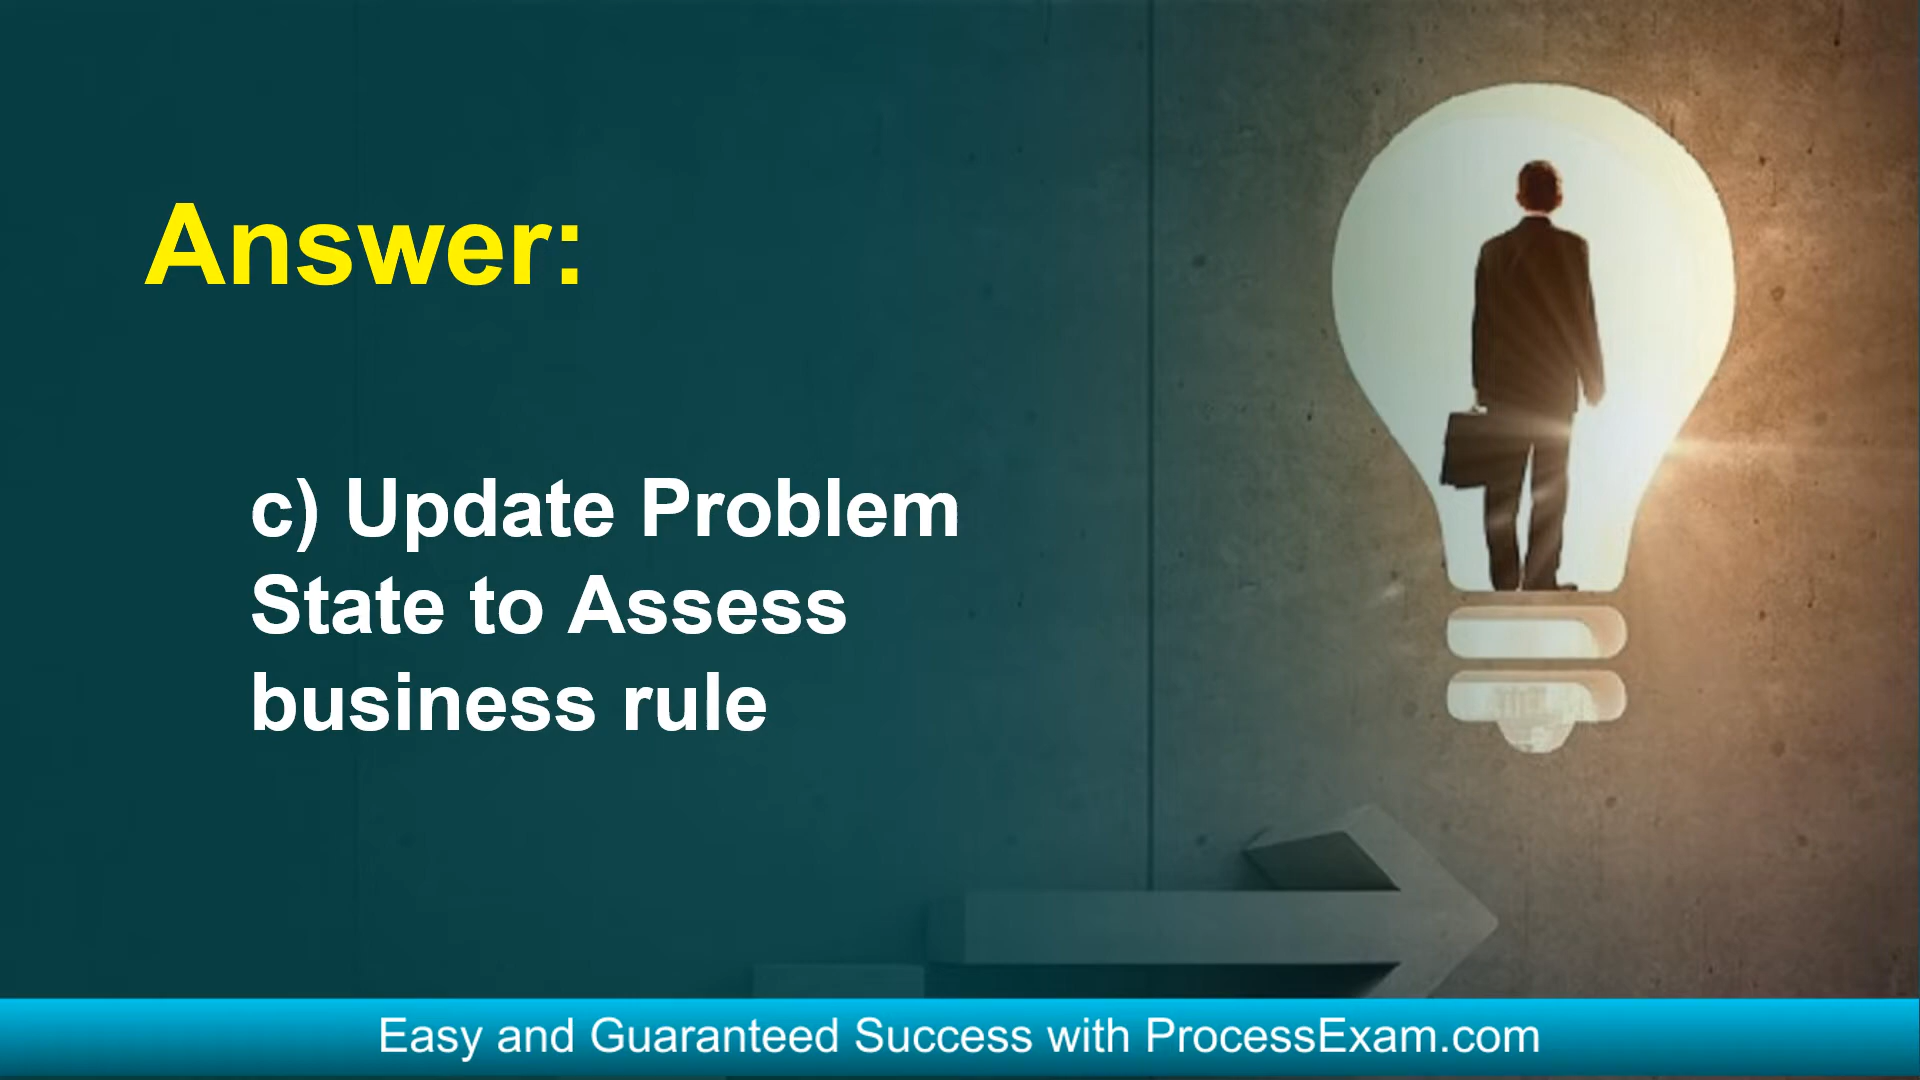 Answer:
c) Update Problem
State to Assess
business rule
Easy and Guaranteed Success with ProcessExam.com